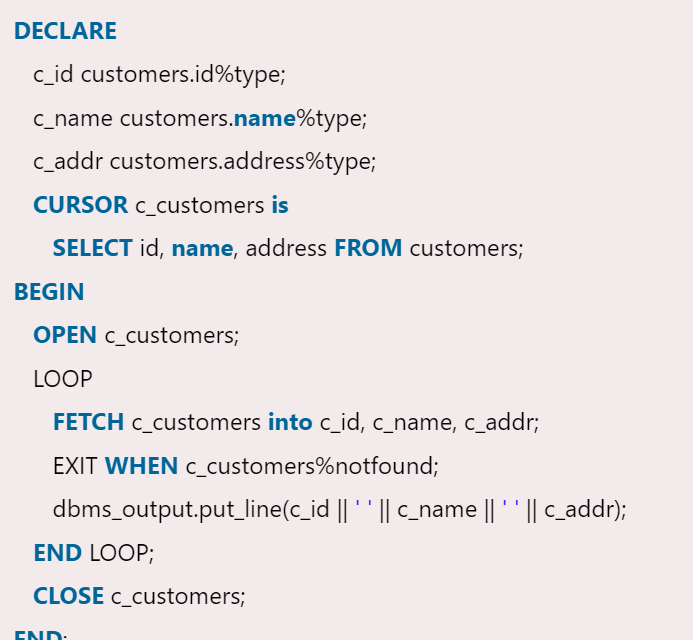 DECLARE
c_id customers.id%type;
c_name customers.name%type;
c_addr customers.address%type;
CURSOR c_customers is
SELECT id, name, address FROM customers;
BEGIN
OPEN c_customers;
LOOP
FETCH c_customers into c_id, c_name, c_addr;
EXIT WHEN c_customers%notfound;
dbms_output.put_line(c_id || ' ' || c_name || ' ' || c_addr);
END LOOP;
CLOSE c_customers;
END;